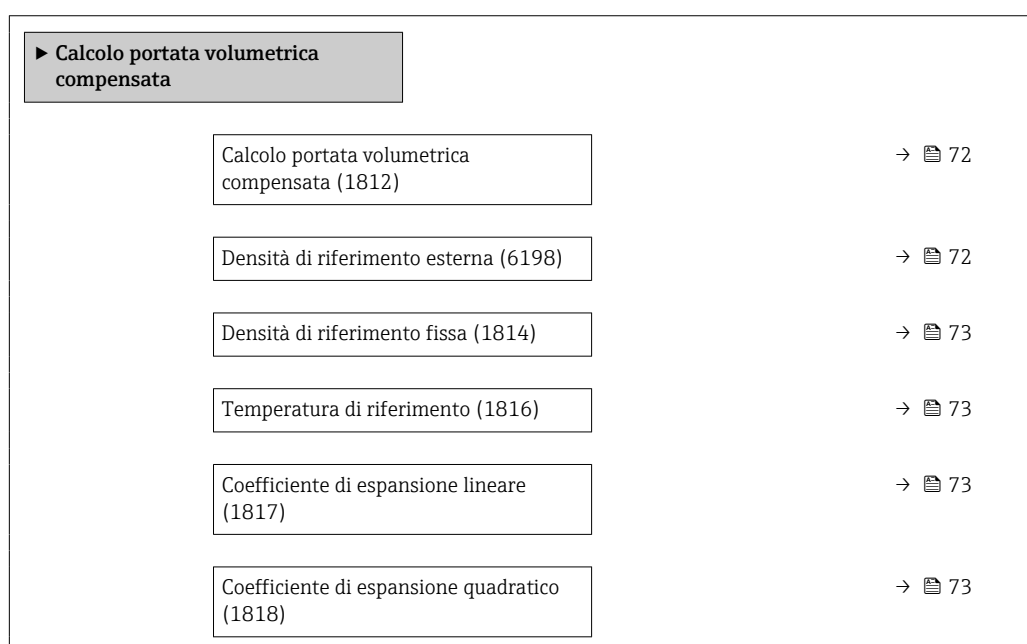 ▶ Calcolo portata volumetrica
compensata
Calcolo portata volumetrica
compensata (1812)
→ 72
Densità di riferimento esterna (6198)
→ 72
Densità di riferimento fissa (1814)
→ 73
Temperatura di riferimento (1816)
→ 73
Coefficiente di espansione lineare
(1817)
→ 73
Coefficiente di espansione quadratico
(1818)
→ 73